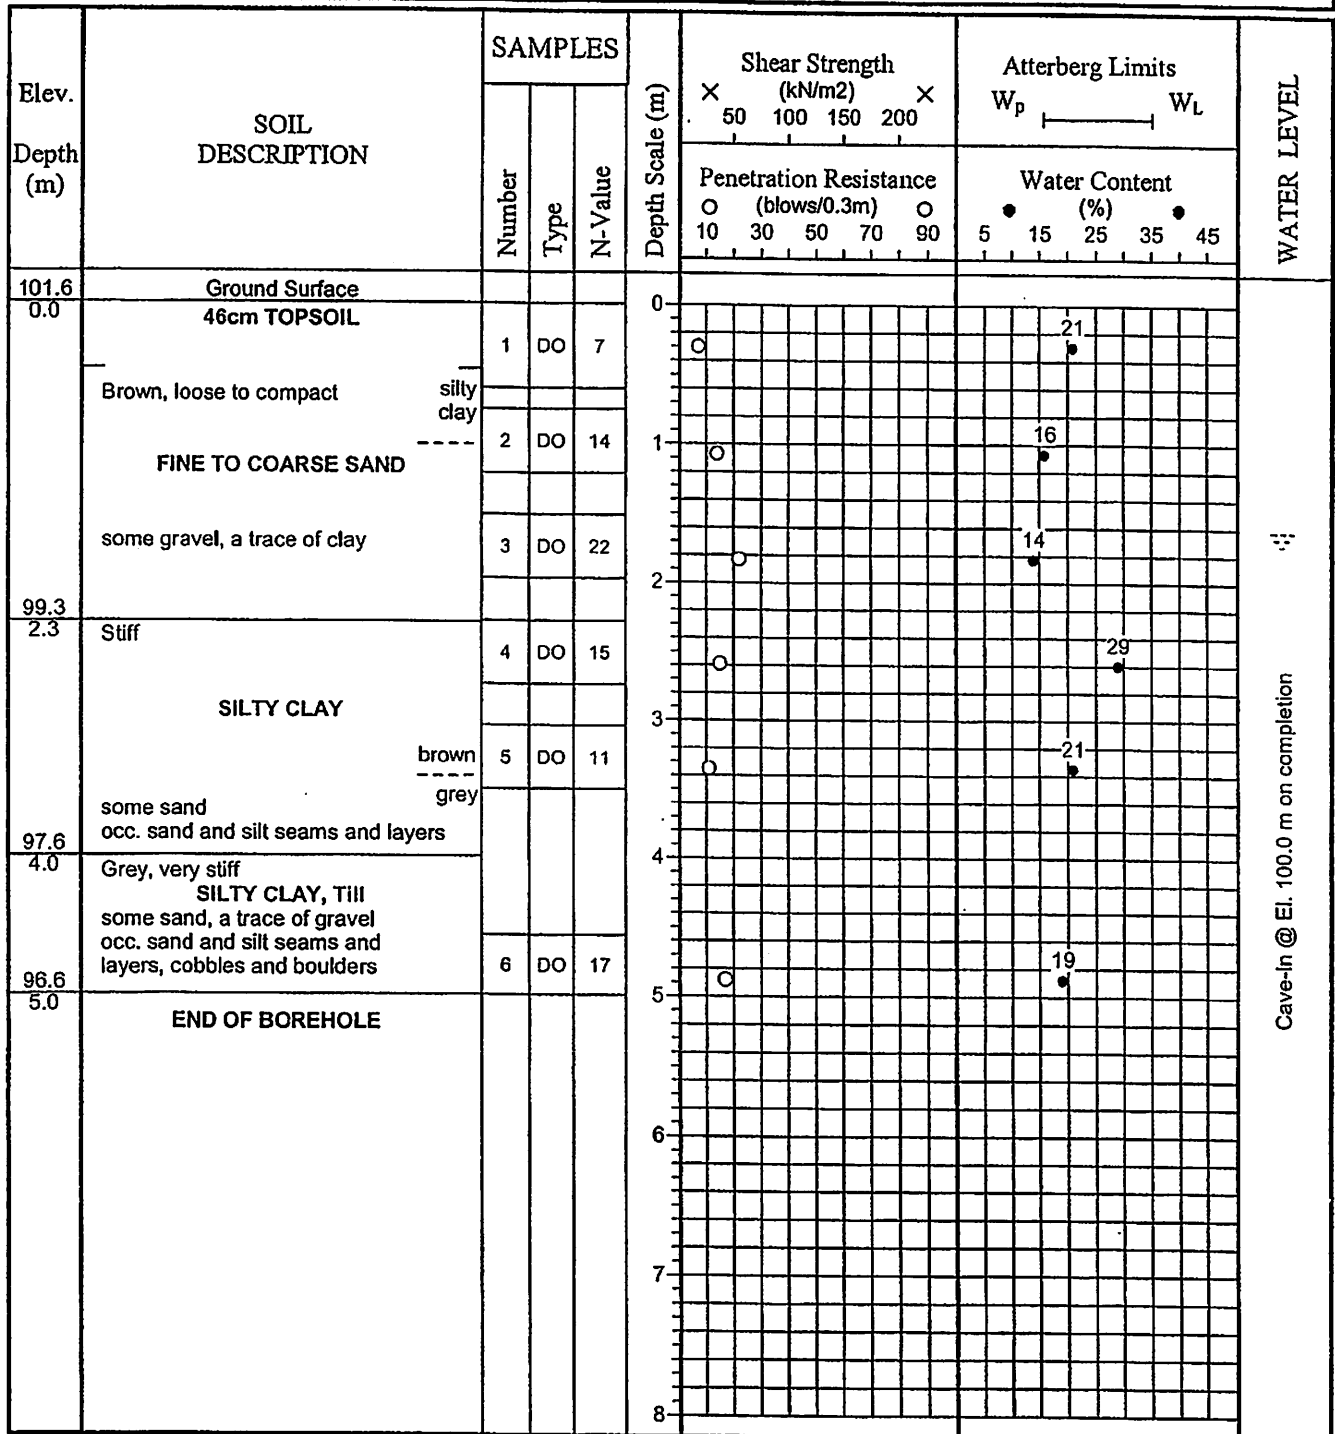 Elev.
Depth
(m)
SOIL
DESCRIPTION
SAMPLES
Number
Type
N-Value
Depth Scale (m)
Shear Strength
× (kN/m2) ×
50 100 150 200
Penetration Resistance
O (blows/0.3m) O
10 30 50 70 90
Atterberg Limits
Wp WL
Water Content
● (%) ●
5 15 25 35 45
WATER LEVEL
101.6 Ground Surface
0.0 46cm TOPSOIL 0
1 DO 7 21
Brown, loose to compact silty
clay
2 DO 14 1 16
FINE TO COARSE SAND
some gravel, a trace of clay 3 DO 22 14
2
99.3
2.3 Stiff
4 DO 15 29
SILTY CLAY 3
brown 5 DO 11 21
grey
some sand
occ. sand and silt seams and layers
97.6
4.0 4
Grey, very stiff
SILTY CLAY, Till
some sand, a trace of gravel
occ. sand and silt seams and
layers, cobbles and boulders 6 DO 17 19
96.6
5.0 5
END OF BOREHOLE
6
7
8
Cave-In @ El. 100.0 m on completion